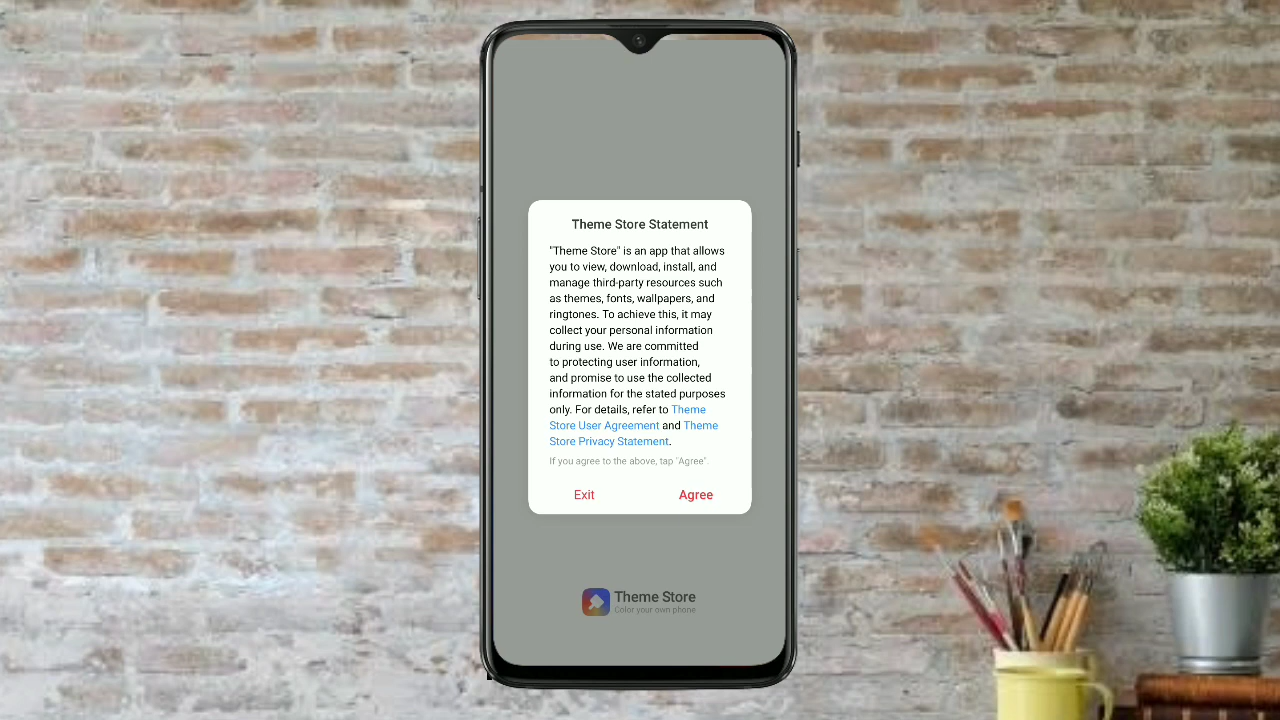 Theme Store Statement
"Theme Store" is an app that allows
you to view, download, install, and
manage third-party resources such
as themes, fonts, wallpapers, and
ringtones. To achieve this, it may
collect your personal information
during use. We are committed
to protecting user information,
and promise to use the collected
information for the stated purposes
only. For details, refer to Theme
Store User Agreement and Theme
Store Privacy Statement.
If you agree to the above, tap "Agree".
Exit Agree
Theme Store
Color your own phone